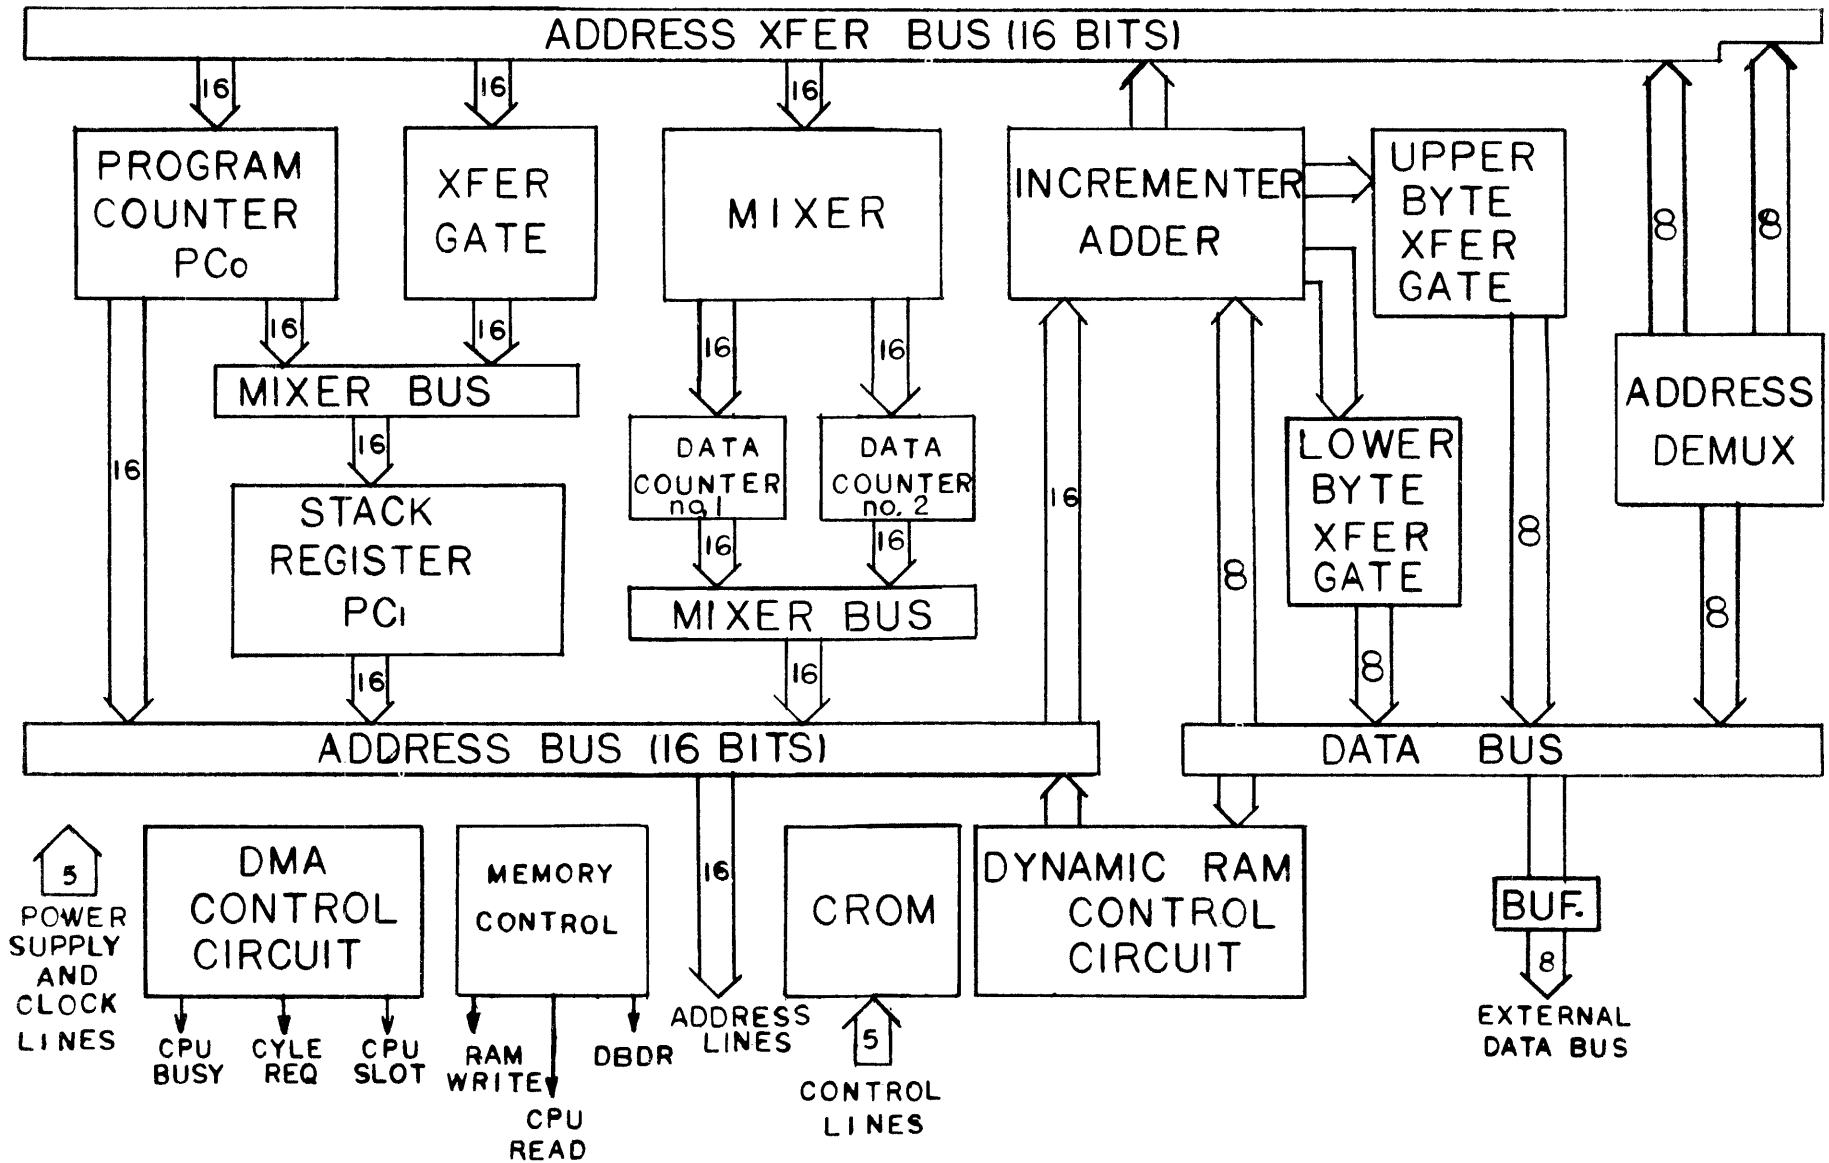 ADDRESS XFER BUS (16 BITS)
16
16
16
PROGRAM
COUNTER
PC0
XFER
GATE
MIXER
INCREMENTER
ADDER
UPPER
BYTE
XFER
GATE
8
8
16
16
16
16
MIXER BUS
16
16
DATA
COUNTER
no. 1
DATA
COUNTER
no. 2
16
8
LOWER
BYTE
XFER
GATE
8
ADDRESS
DEMUX
STACK
REGISTER
PC1
16
16
MIXER BUS
16
16
8
8
ADDRESS BUS (16 BITS)
DATA BUS
5
POWER
SUPPLY
AND
CLOCK
LINES
DMA
CONTROL
CIRCUIT
CPU
BUSY
CYLE
REQ
CPU
SLOT
MEMORY
CONTROL
RAM
WRITE
CPU
READ
DBDR
16
ADDRESS
LINES
CROM
5
CONTROL
LINES
DYNAMIC RAM
CONTROL
CIRCUIT
BUF.
8
EXTERNAL
DATA BUS